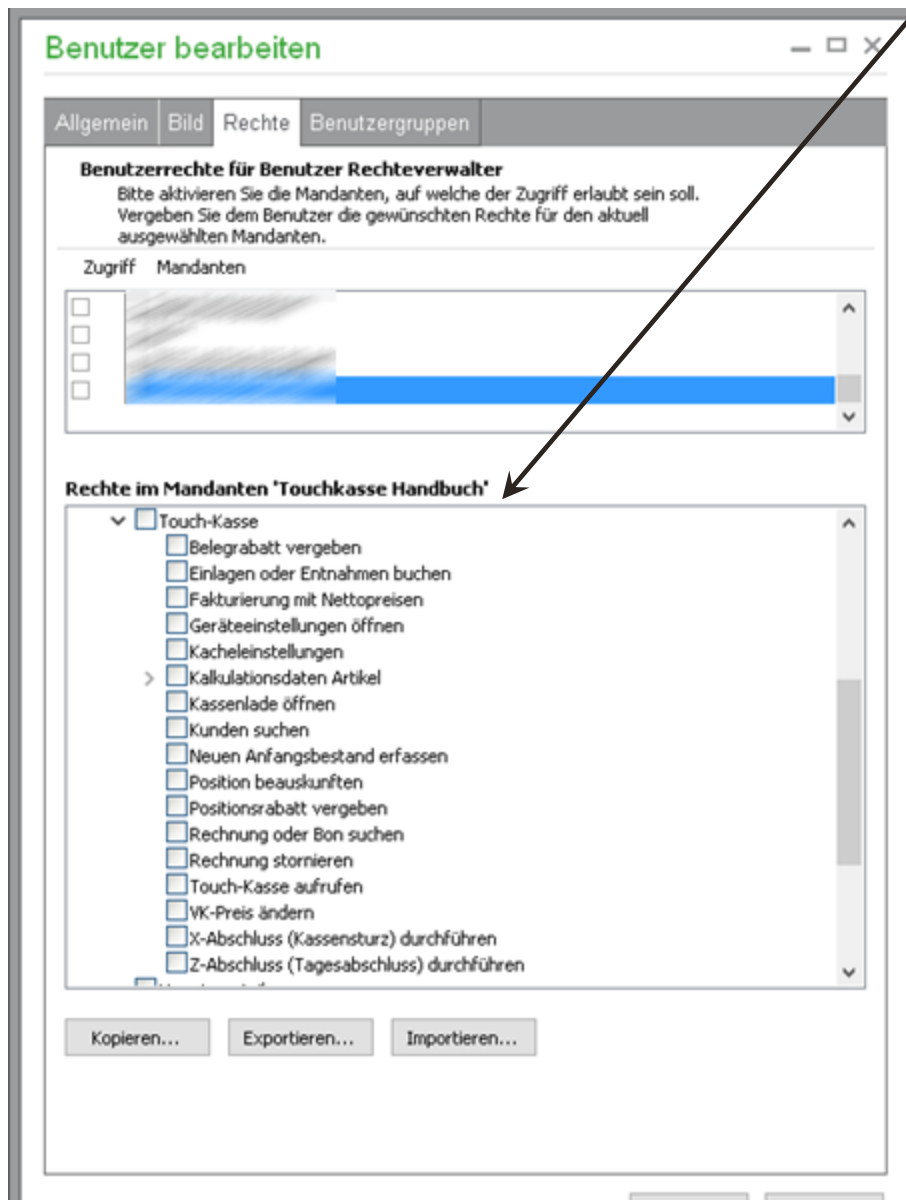 Benutzer bearbeiten
Allgemein Bild Rechte Benutzergruppen
Benutzerrechte für Benutzer Rechteverwalter
Bitte aktivieren Sie die Mandanten, auf welche der Zugriff erlaubt sein soll.
Vergeben Sie dem Benutzer die gewünschten Rechte für den aktuell
ausgewählten Mandanten.
Zugriff Mandanten
Rechte im Mandanten 'Touchkasse Handbuch'
Touch-Kasse
Belegrabatt vergeben
Einlagen oder Entnahmen buchen
Fakturierung mit Nettopreisen
Geräteeinstellungen öffnen
Kacheleinstellungen
Kalkulationsdaten Artikel
Kassenlade öffnen
Kunden suchen
Neuen Anfangsbestand erfassen
Position beauskunften
Positionsrabatt vergeben
Rechnung oder Bon suchen
Rechnung stornieren
Touch-Kasse aufrufen
VK-Preis ändern
X-Abschluss (Kassensturz) durchführen
Z-Abschluss (Tagesabschluss) durchführen
Kopieren... Exportieren... Importieren...